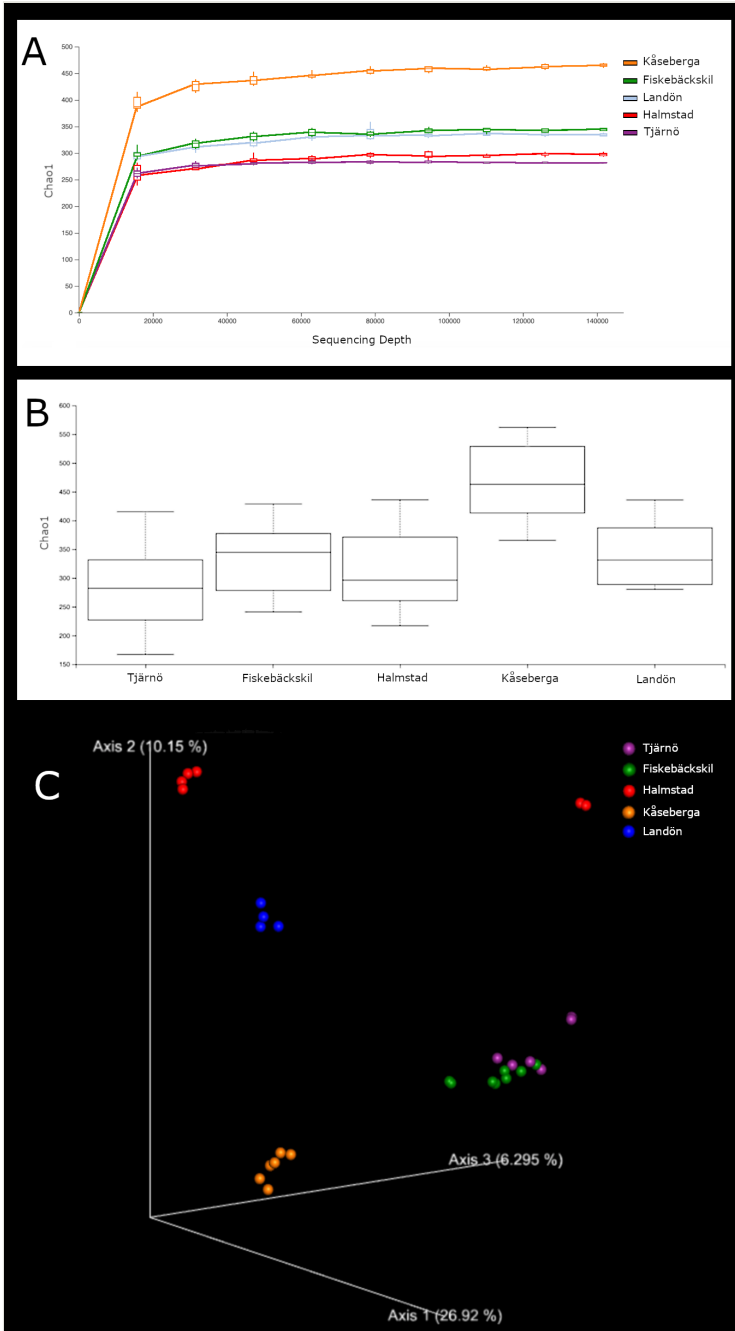 A
Chao1
500
450
400
350
300
250
200
150
100
50
0
0 20000 40000 60000 80000 100000 120000 140000
Sequencing Depth
Kåseberga
Fiskebäckskil
Landön
Halmstad
Tjärnö
B
Chao1
600
550
500
450
400
350
300
250
200
150
Tjärnö Fiskebäckskil Halmstad Kåseberga Landön
C
Axis 2 (10.15 %)
Tjärnö
Fiskebäckskil
Halmstad
Kåseberga
Landön
Axis 3 (6.295 %)
Axis 1 (26.92 %)